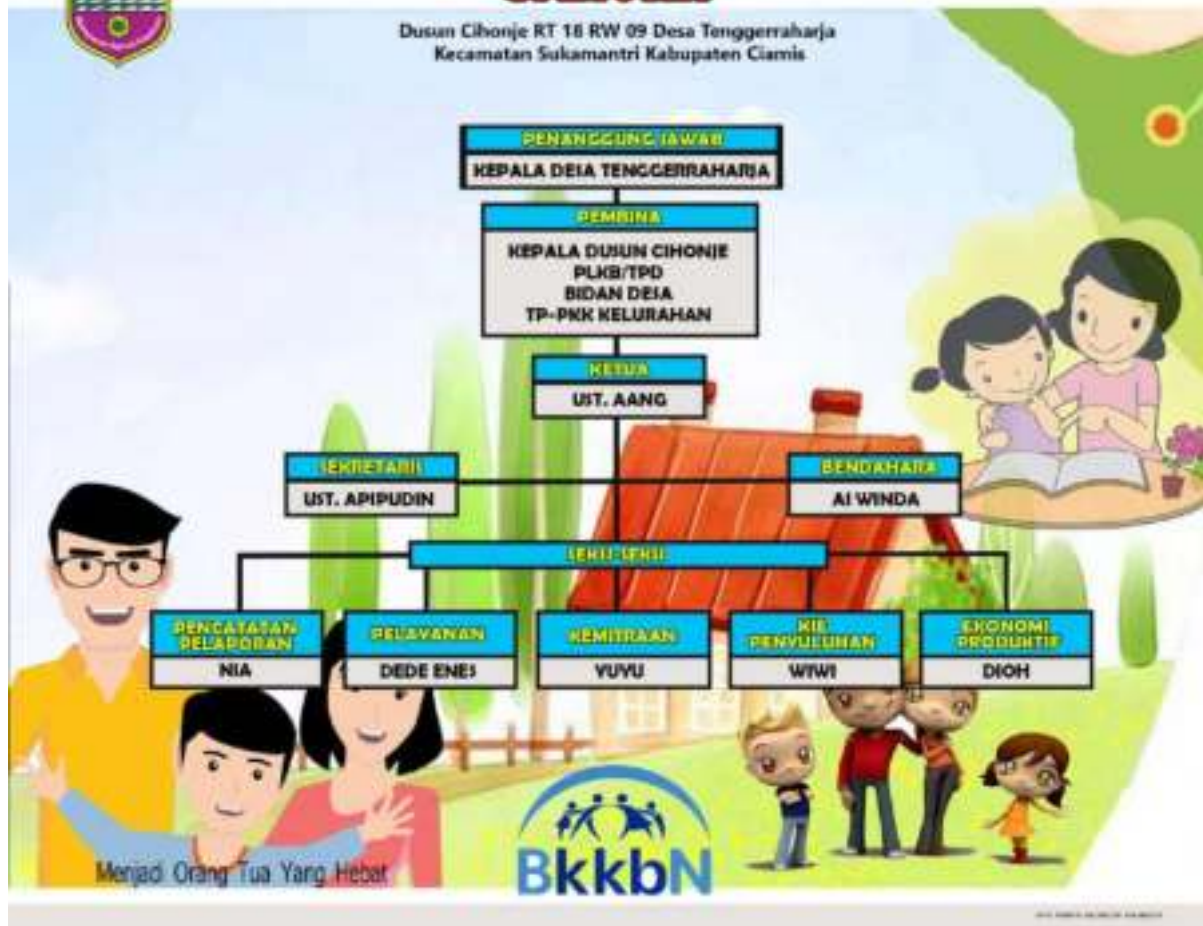 Dusun Cihonje RT 18 RW 09 Desa Tenggerraharja
Kecamatan Sukamantri Kabupaten Ciamis
PENANGGUNG JAWAB
KEPALA DESA TENGGERRAHARJA
PEMBINA
KEPALA DUSUN CIHONJE
PLKB/TPD
BIDAN DESA
TP-PKK KELURAHAN
KETUA
UST. AANG
SEKRETARIS
UST. APIPUDIN
BENDAHARA
AI WINDA
SEKSI-SEKSI
PENCATATAN
PELAPORAN
NIA
PELAYANAN
DEDE ENES
KEMITRAAN
YUYU
KIE
PENYULUHAN
WIWI
EKONOMI
PRODUKTIF
DIOH
Menjadi Orang Tua Yang Hebat
BkkbN